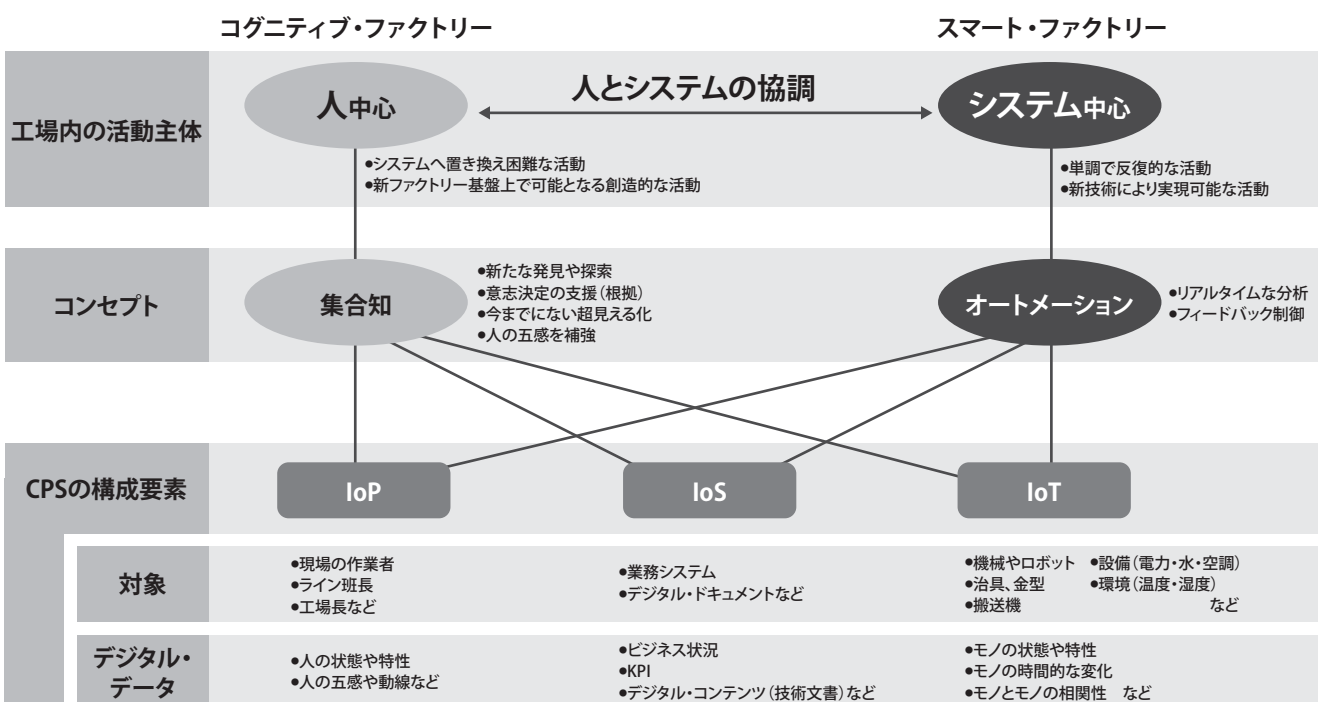 コグニティブ・ファクトリー
スマート・ファクトリー
工場内の活動主体
人中心
人とシステムの協調
システム中心
●システムへ置き換え困難な活動
●新ファクトリー基盤上で可能となる創造的な活動
●単調で反復的な活動
●新技術により実現可能な活動
コンセプト
集合知
●新たな発見や探索
●意志決定の支援（根拠）
●今までにない超見える化
●人の五感を補強
オートメーション
●リアルタイムな分析
●フィードバック制御
CPSの構成要素
IoP
IoS
IoT
対象
●現場の作業者
●ライン班長
●工場長など
●業務システム
●デジタル・ドキュメントなど
●機械やロボット ●設備（電力・水・空調）
●治具、金型 ●環境（温度・湿度）
●搬送機 など
デジタル・
データ
●人の状態や特性
●人の五感や動線など
●ビジネス状況
●KPI
●デジタル・コンテンツ（技術文書）など
●モノの状態や特性
●モノの時間的な変化
●モノとモノの相関性 など